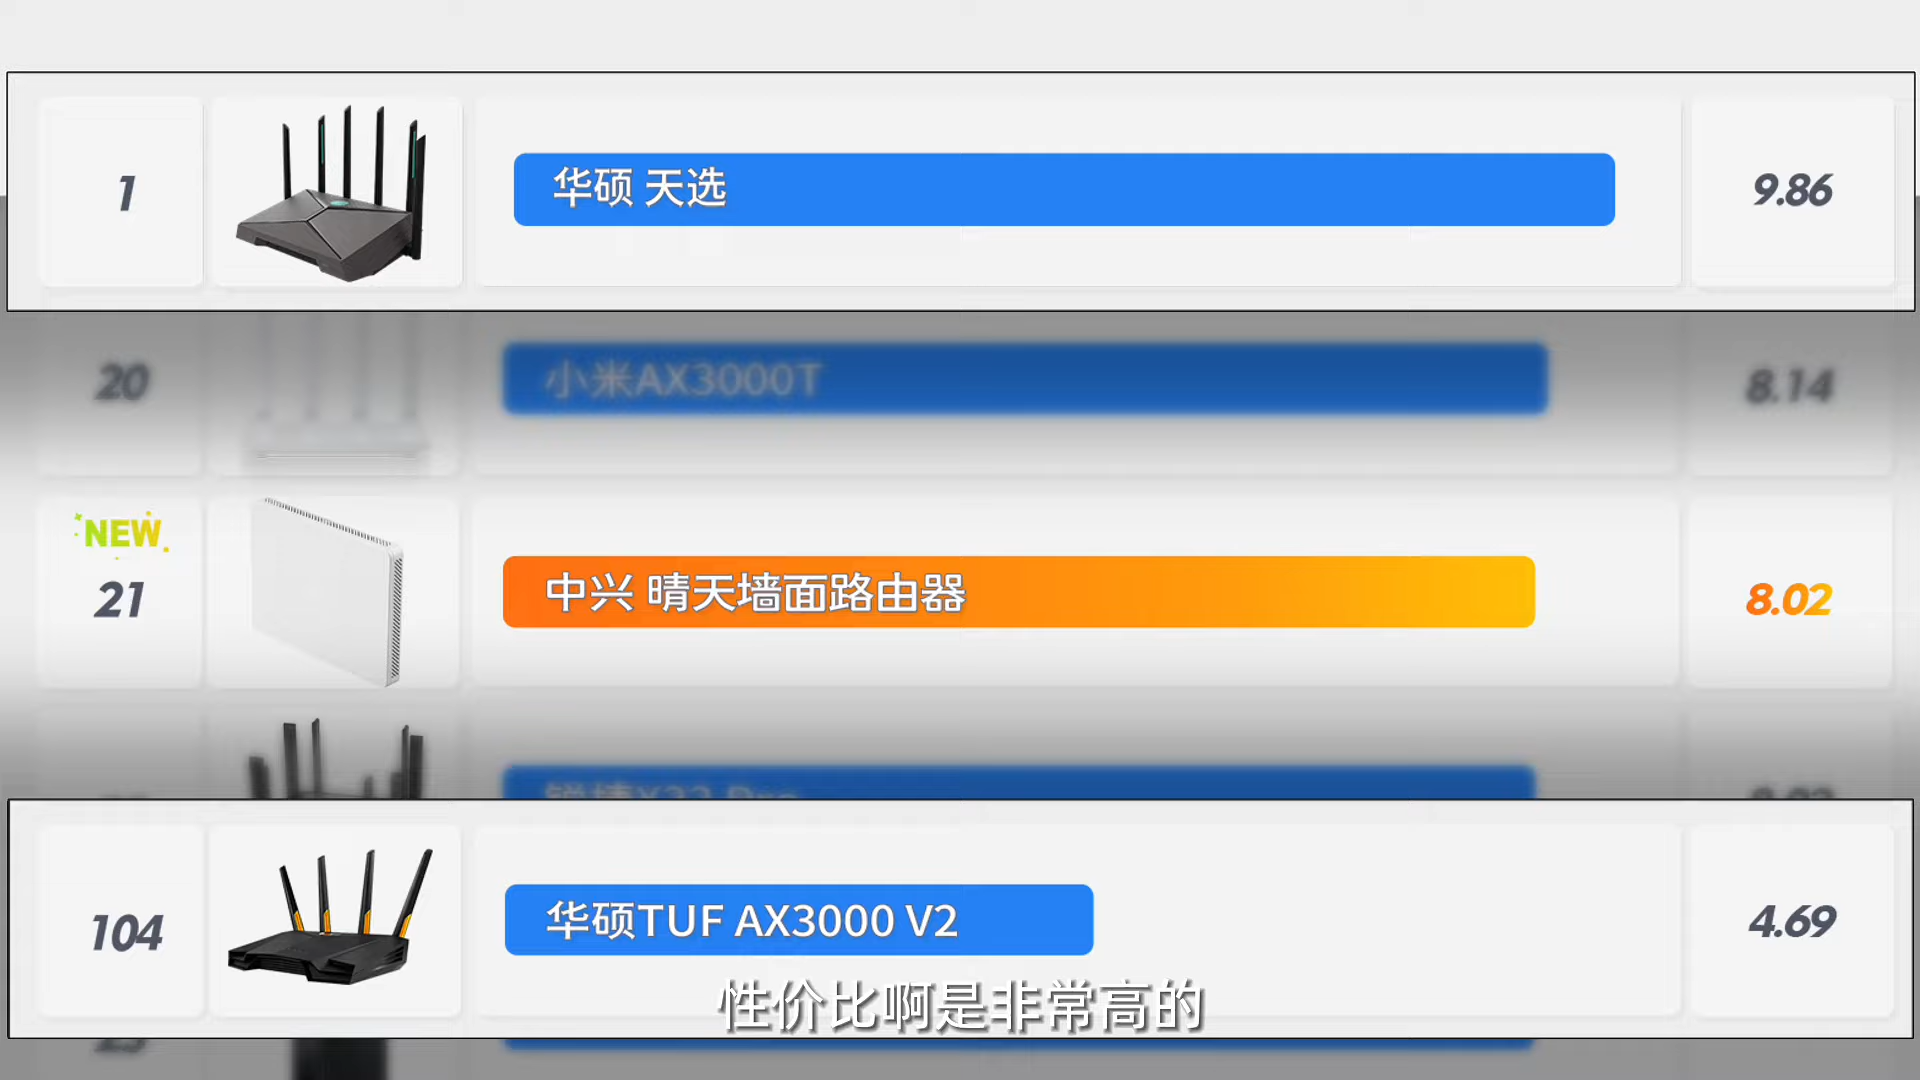 1
华硕 天选
9.86
20
小米AX3000T
8.14
NEW
21
中兴 晴天墙面路由器
8.02
104
华硕TUF AX3000 V2
4.69
性价比啊是非常高的